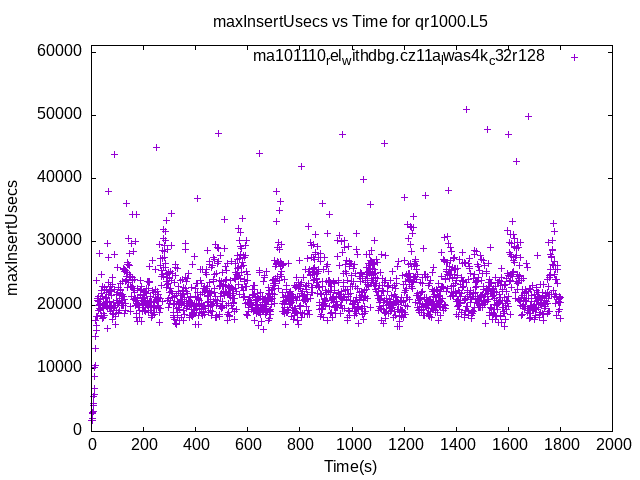 maxInsertUsecs vs Time for qr1000.L5
60000
ma101110relwithdbg.cz11alwas4kc32r128
50000
40000
maxInsertUsecs
30000
20000
10000
0
0 200 400 600 800 1000 1200 1400 1600 1800 2000
Time(s)